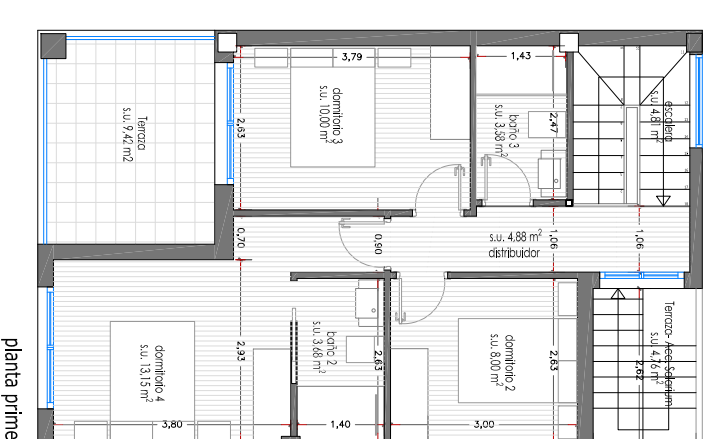 3,79
1,43
Terraza
s.u. 9,42 m2
dormitorio 3
s.u. 10,00 m²
2,63
baño 3
s.u. 3,58 m²
2,47
escalera
s.u. 4,81 m²
0,70
0,90
s.u. 4,88 m²
distribuidor
1,06
1,06
dormitorio 4
s.u. 13,15 m²
2,93
baño 2
s.u. 3,68 m²
2,63
dormitorio 2
s.u. 8,00 m²
2,63
Terraza- Acc Solarium
s.u. 4,76 m²
2,62
3,80
1,40
3,00
planta prime